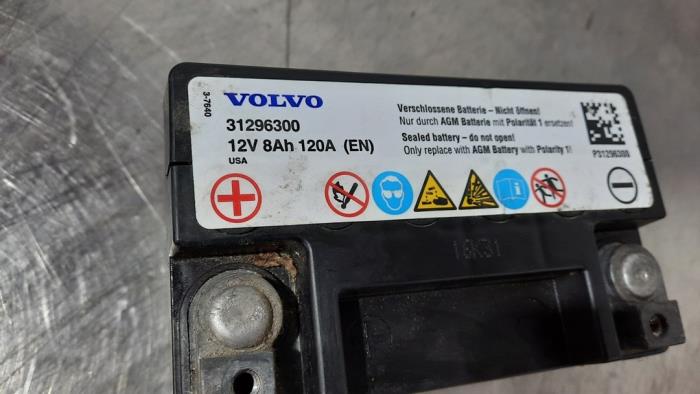 3-7640
VOLVO
31296300
12V 8Ah 120A (EN)
USA
Verschlossene Batterie – Nicht öffnen!
Nur durch AGM Batterie mit Polarität 1 ersetzen!
Sealed battery – do not open!
Only replace with AGM Battery with Polarity 1!
P31296300